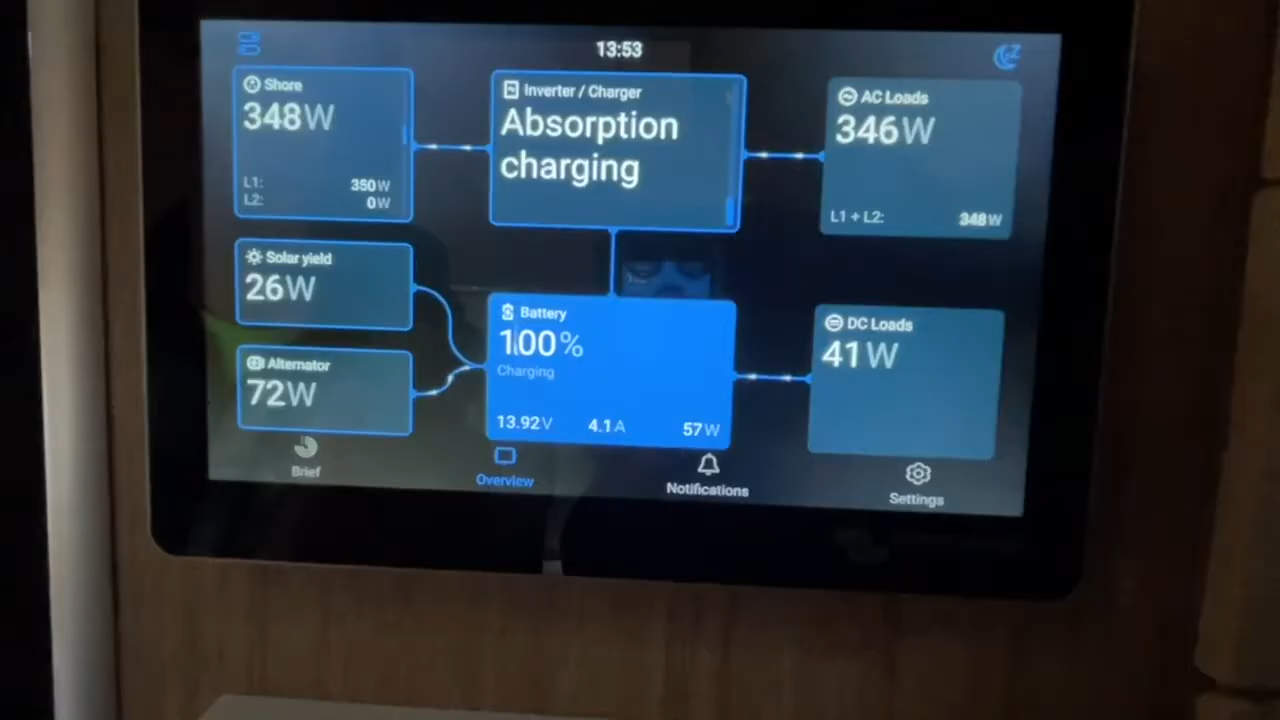 13:53
Shore
348W
L1: 350W
L2: 0W
Inverter / Charger
Absorption
charging
AC Loads
346W
L1 + L2: 348W
Solar yield
26W
Alternator
72W
Battery
100%
Charging
13.92V 4.1A 57W
DC Loads
41W
Brief
Overview
Notifications
Settings